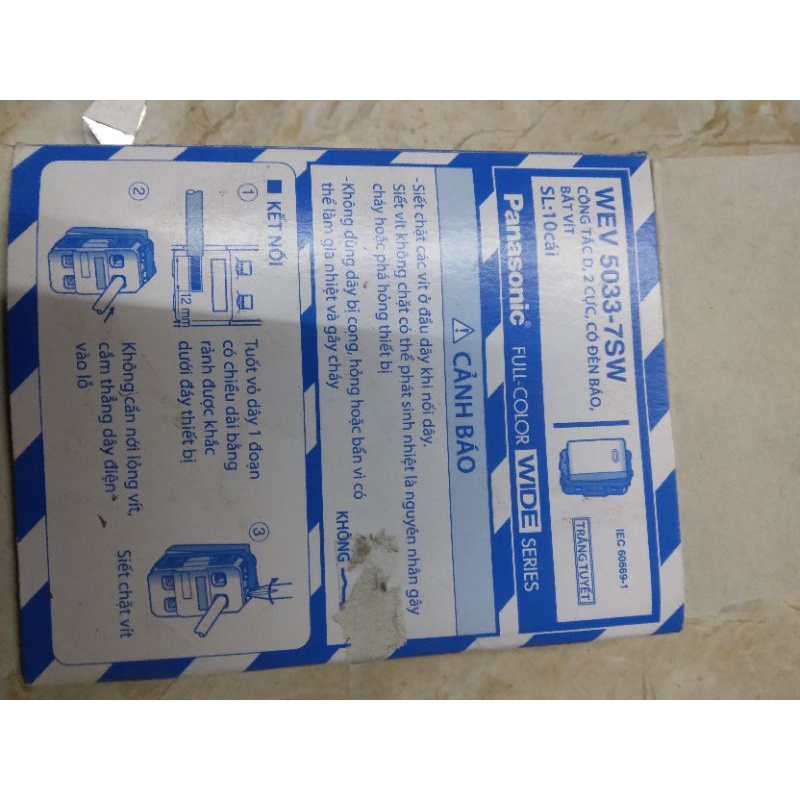 WEV 5033-7SW
CÔNG TẮC D, 2 CỰC, CÓ ĐÈN BÁO,
BẮT VÍT
SL:10cái
IEC 60669-1
TRẮNG TUYẾT
Panasonic® FULL-COLOR WIDE SERIES
⚠ CẢNH BÁO
-Siết chặt các vít ở đầu dây khi nối dây.
Siết vít không chặt có thể phát sinh nhiệt là nguyên nhân gây
cháy hoặc phá hỏng thiết bị
-Không dùng dây bị cong, hỏng hoặc bẩn vì có
thể làm gia nhiệt và gây cháy
KHÔNG
■ KẾT NỐI
①
12 mm
Tuốt vỏ dây 1 đoạn
có chiều dài bằng
rãnh được khắc
dưới đáy thiết bị
②
Không cần nới lỏng vít,
cắm thẳng dây điện
vào lỗ
③
Siết chặt vít